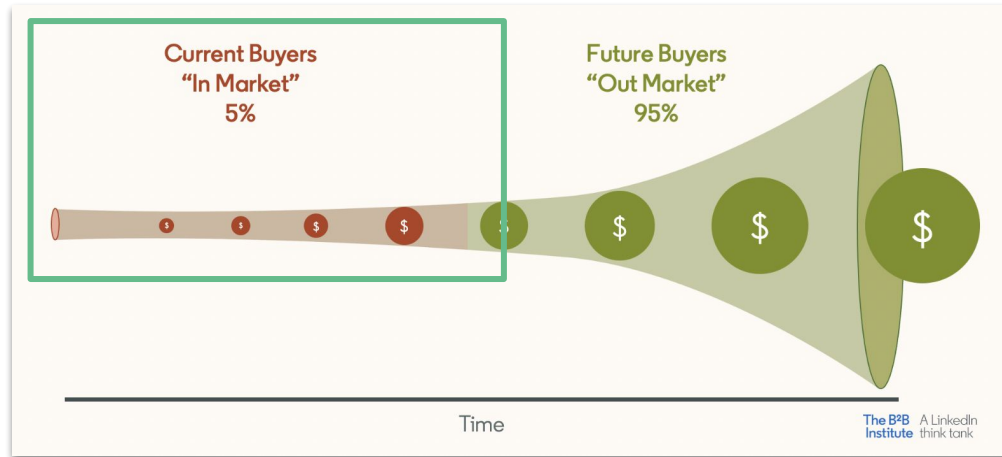 Current Buyers
“In Market”
5%
Future Buyers
“Out Market”
95%
$
$
$
$
$
$
$
$
Time
The B²B
Institute
A LinkedIn
think tank